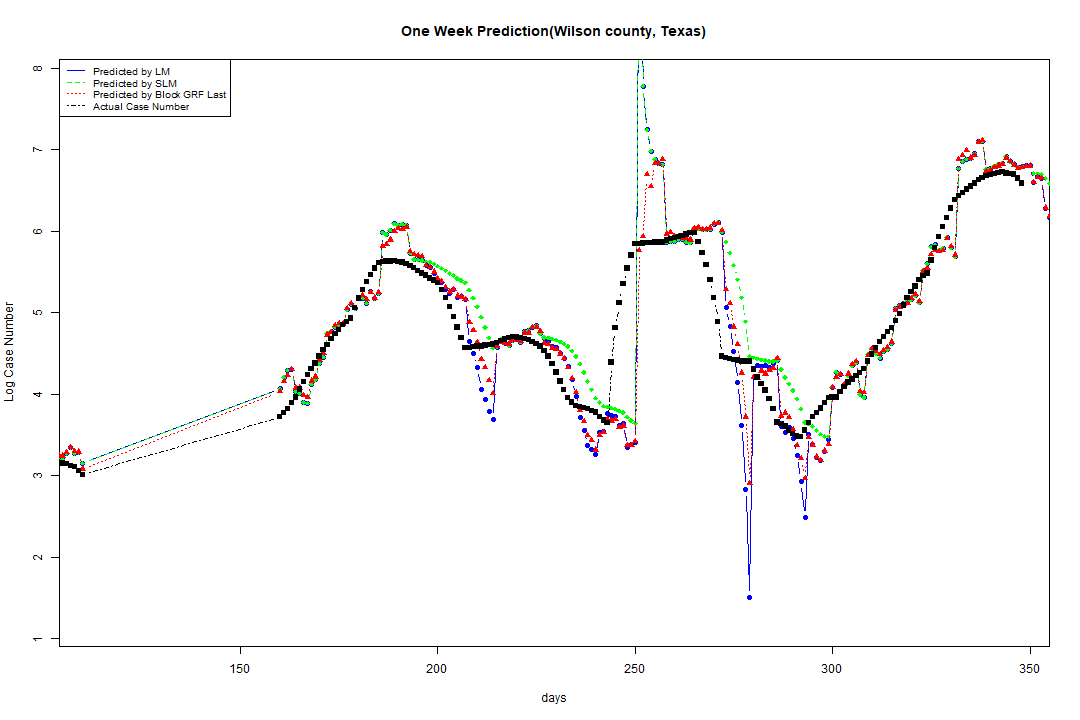 One Week Prediction(Wilson county, Texas)
Predicted by LM
Predicted by SLM
Predicted by Block GRF Last
Actual Case Number
Log Case Number
8
7
6
5
4
3
2
1
150 200 250 300 350
days